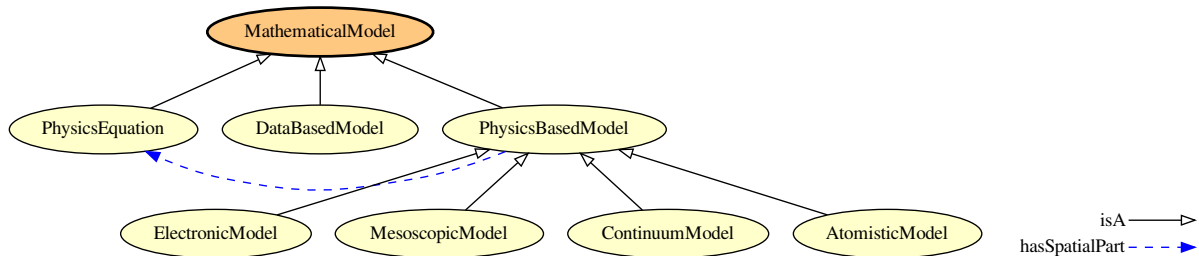 MathematicalModel
PhysicsEquation
DataBasedModel
PhysicsBasedModel
ElectronicModel
MesoscopicModel
ContinuumModel
AtomisticModel
isA
hasSpatialPart